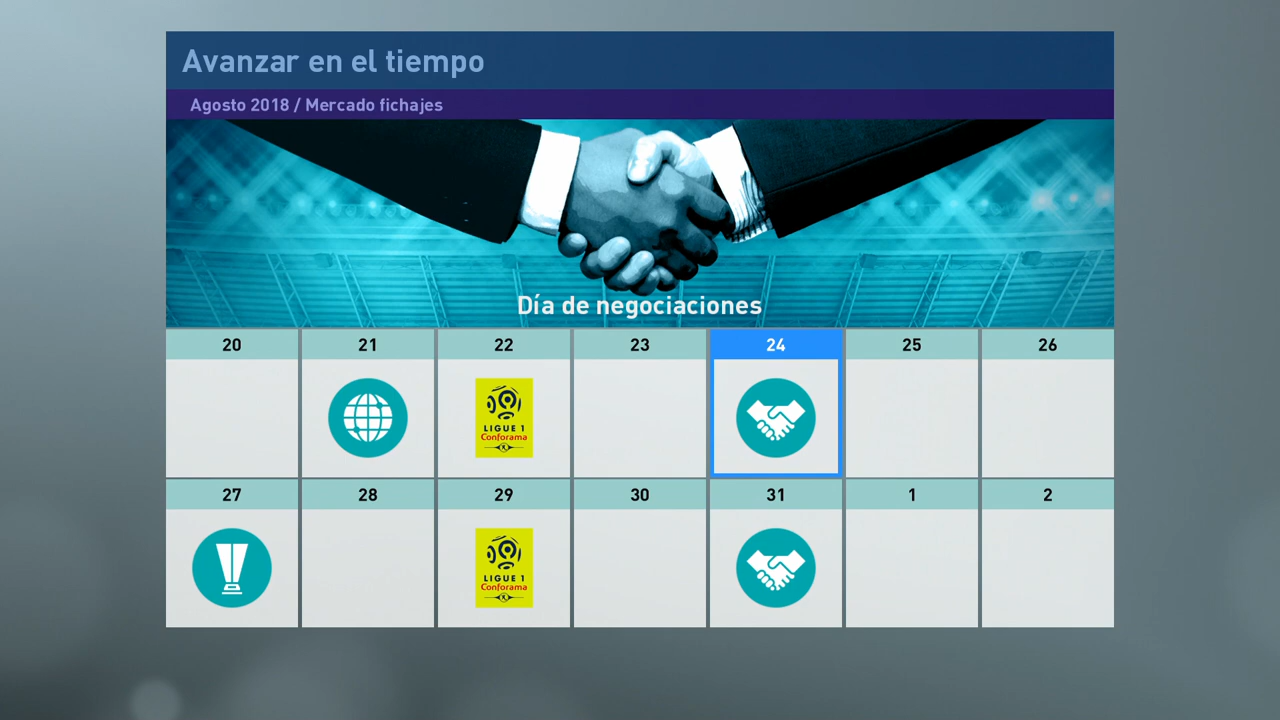 Avanzar en el tiempo
Agosto 2018 / Mercado fichajes
Día de negociaciones
20 21 22 23 24 25 26
LIGUE 1
Conforama
27 28 29 30 31 1 2
LIGUE 1
Conforama